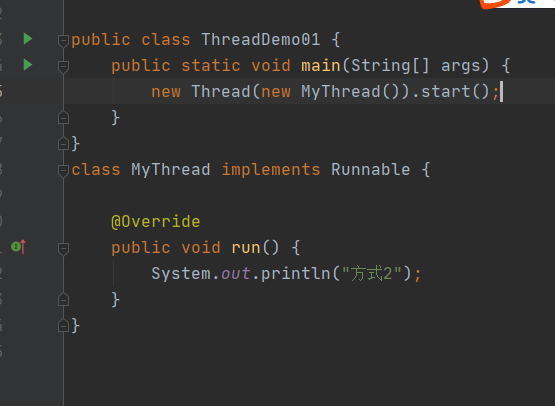 public class ThreadDemo01 {
    public static void main(String[] args) {
        new Thread(new MyThread()).start();
    }
}
class MyThread implements Runnable {

    @Override
    public void run() {
        System.out.println("方式2");
    }
}